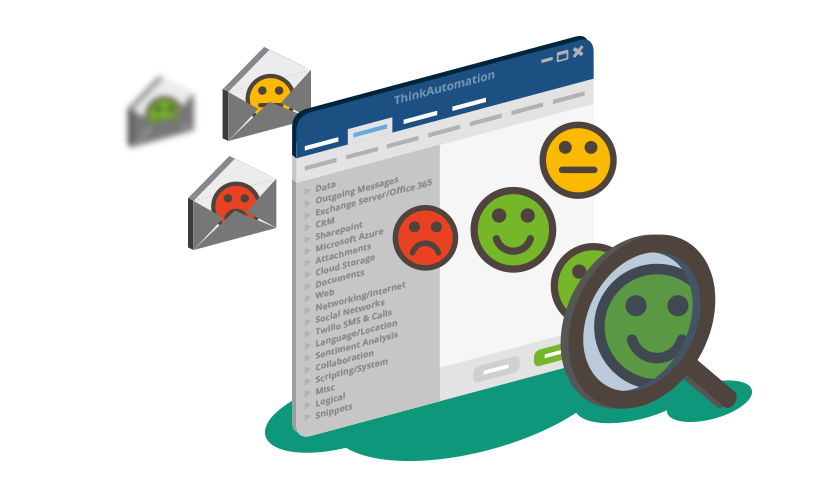 ThinkAutomation
Data
Outgoing Messages
Exchange Server/Office 365
CRM
Sharepoint
Microsoft Azure
Attachments
Cloud Storage
Documents
Web
Networking/Internet
Social Networks
Twilio SMS & Calls
Language/Location
Sentiment Analysis
Collaboration
Scripting/System
Misc
Logical
Snippets